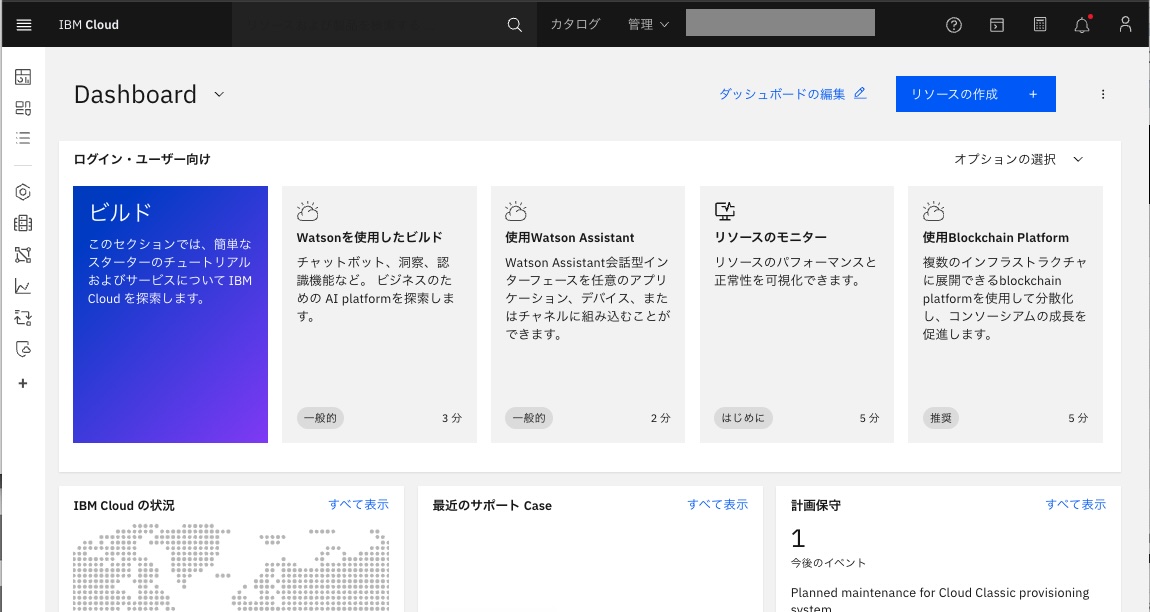 IBM Cloud
カタログ
管理
Dashboard
ダッシュボードの編集
リソースの作成 +
ログイン・ユーザー向け
オプションの選択
ビルド
このセクションでは、簡単な
スターターのチュートリアル
およびサービスについて IBM
Cloud を探索します。
Watsonを使用したビルド
チャットボット、洞察、認
識機能など。 ビジネスのた
めの AI platformを探索しま
す。
一般的
3 分
使用Watson Assistant
Watson Assistant会話型イン
ターフェースを任意のアプリ
ケーション、デバイス、また
はチャネルに組み込むことが
できます。
一般的
2 分
リソースのモニター
リソースのパフォーマンスと
正常性を可視化できます。
はじめに
5 分
使用Blockchain Platform
複数のインフラストラクチャ
に展開できるblockchain
platformを使用して分散化
し、コンソーシアムの成長を
促進します。
推奨
5 分
IBM Cloud の状況
すべて表示
最近のサポート Case
すべて表示
計画保守
すべて表示
1
今後のイベント
Planned maintenance for Cloud Classic provisioning
system